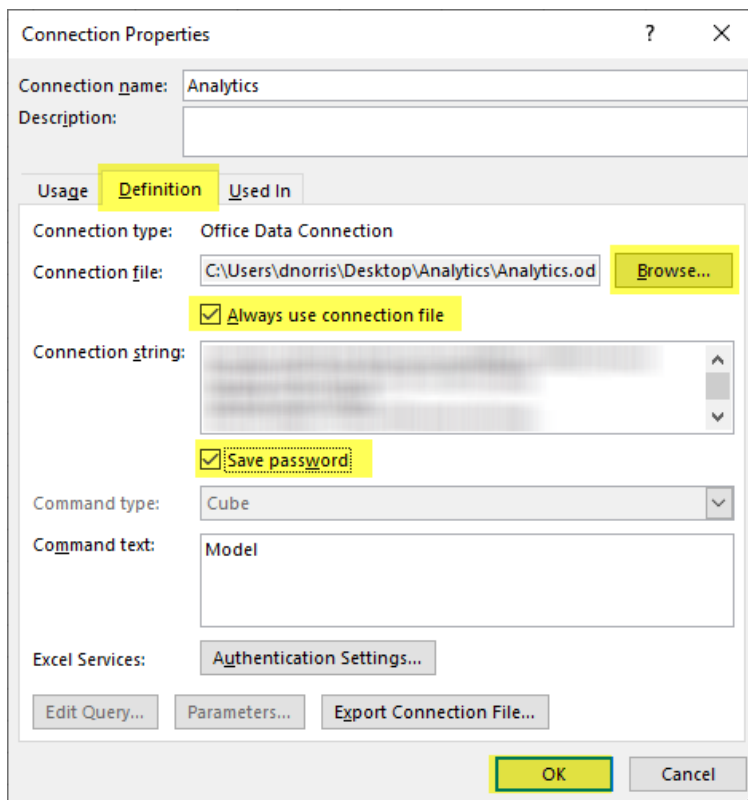 Connection Properties ?
Connection name: Analytics
Description:
Usage Definition Used In
Connection type: Office Data Connection
Connection file: C:\Users\dnorris\Desktop\Analytics\Analytics.od Browse...
Always use connection file
Connection string:
Save password
Command type: Cube
Command text: Model
Excel Services: Authentication Settings...
Edit Query... Parameters... Export Connection File...
OK Cancel